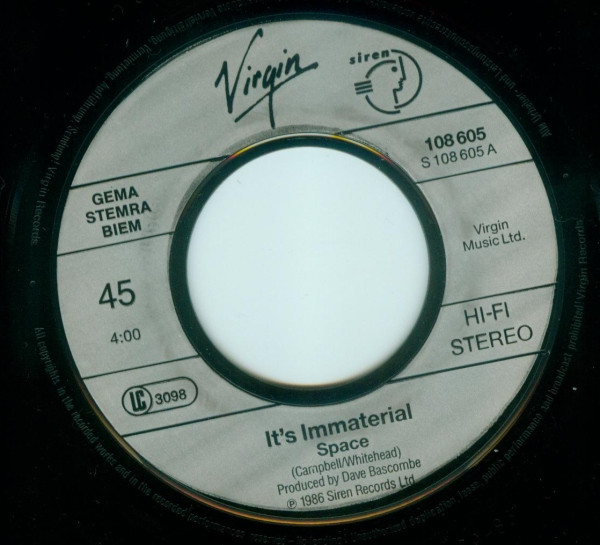 Virgin
siren
108 605
S 108 605 A
GEMA
STEMRA
BIEM
Virgin
Music Ltd.
45
4:00
HI-FI
STEREO
LC 3098
It's Immaterial
Space
(Campbell/Whitehead)
Produced by Dave Bascombe
℗ 1986 Siren Records Ltd